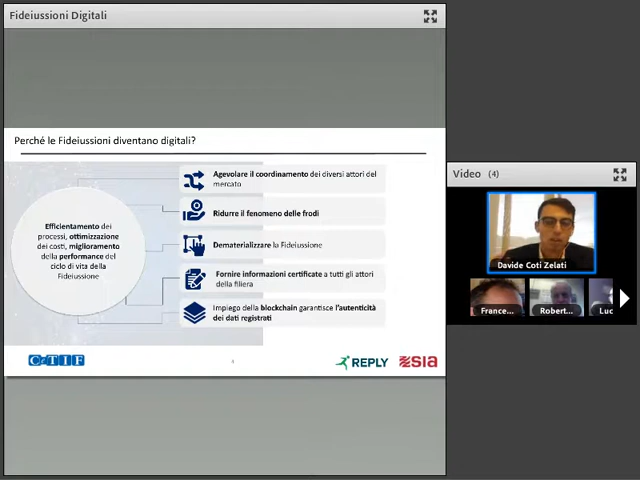 Fideiussioni Digitali
Perché le Fideiussioni diventano digitali?
Efficientamento dei
processi, ottimizzazione
dei costi, miglioramento
della performance del
ciclo di vita della
Fideiussione
Agevolare il coordinamento dei diversi attori del
mercato
Ridurre il fenomeno delle frodi
Dematerializzare la Fideiussione
Fornire informazioni certificate a tutti gli attori
della filiera
Impiego della blockchain garantisce l'autenticità
dei dati registrati
CeTIF
4
REPLY
sia
Video (4)
Davide Coti Zelati
France...
Robert...
Luc